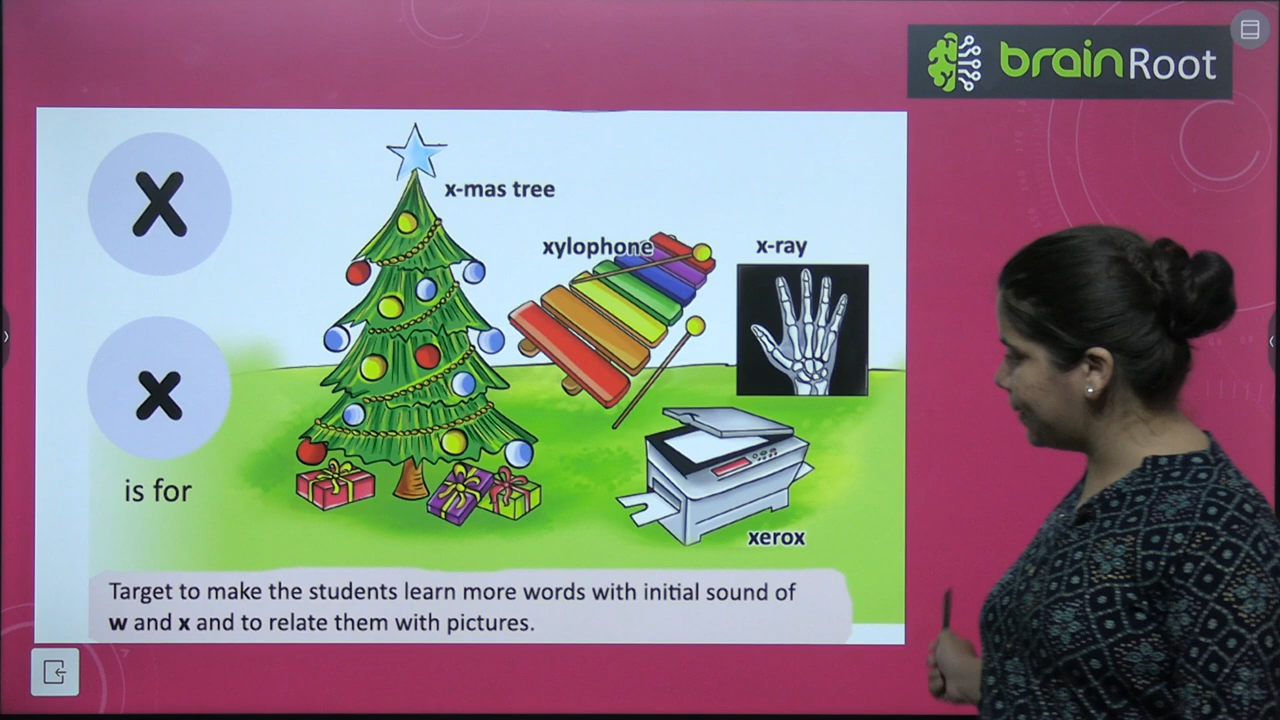 brainRoot
X
x-mas tree
xylophone
x-ray
x
is for
xerox
Target to make the students learn more words with initial sound of
w and x and to relate them with pictures.